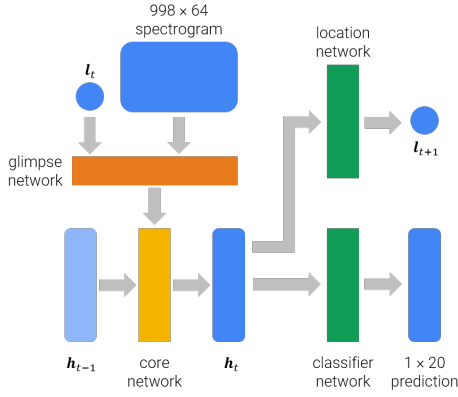 998 × 64
spectrogram
location
network
l_t
l_{t+1}
glimpse
network
h_{t−1}
core
network
h_t
classifier
network
1 × 20
prediction